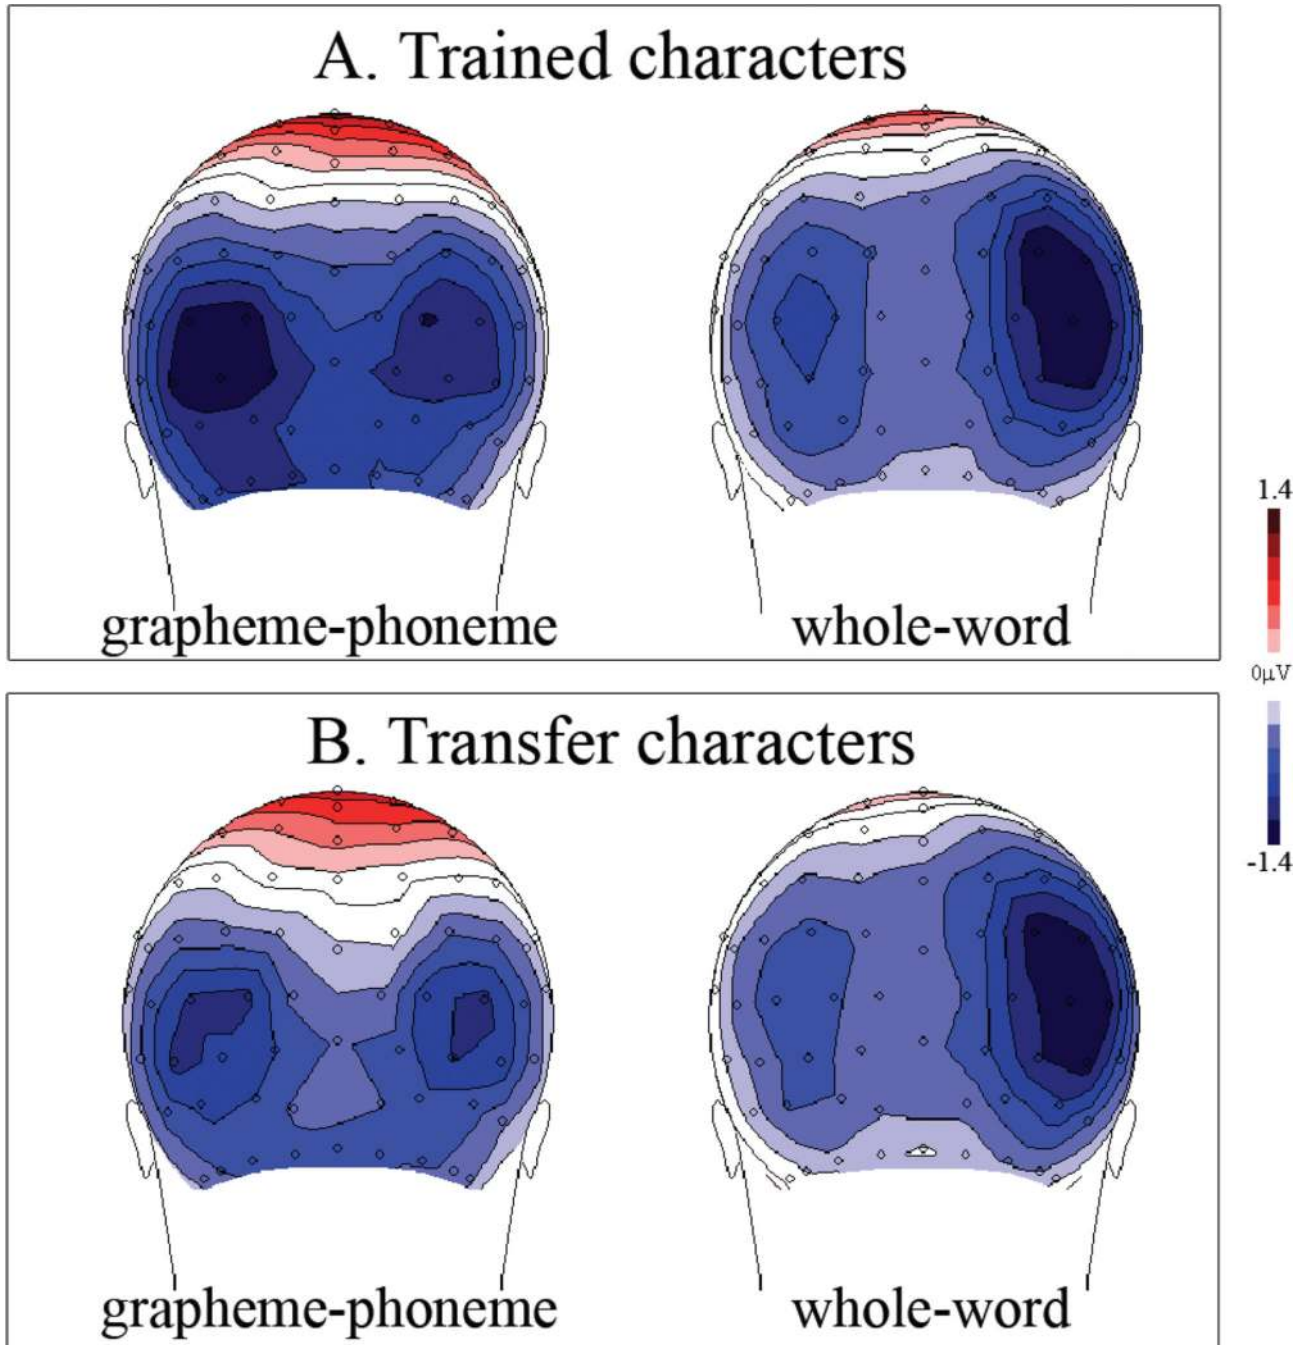 A. Trained characters
grapheme-phoneme
whole-word
1.4
0µV
-1.4
B. Transfer characters
grapheme-phoneme
whole-word